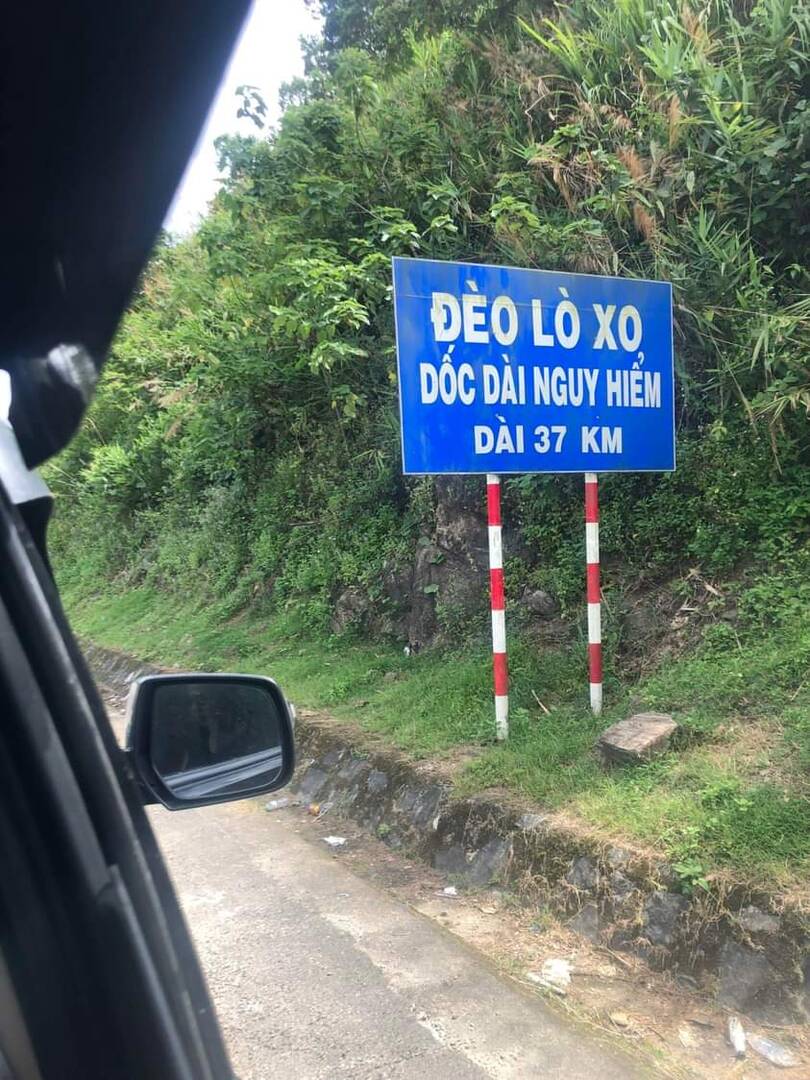 ĐÈO LÒ XO
DỐC DÀI NGUY HIỂM
DÀI 37 KM